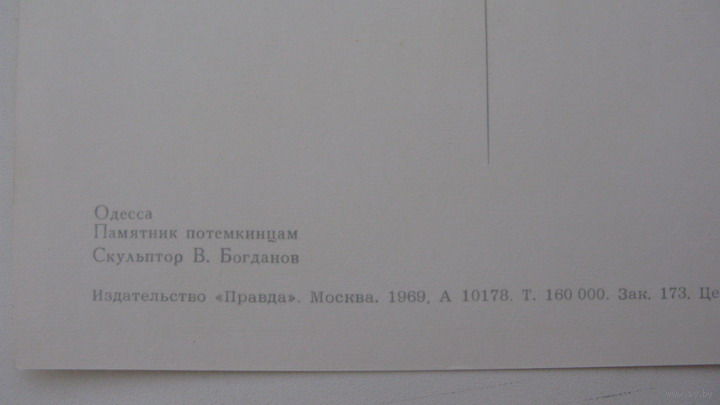 Одесса
Памятник потемкинцам
Скульптор В. Богданов
Издательство «Правда». Москва. 1969. А 10178. Т. 160 000. Зак. 173. Це